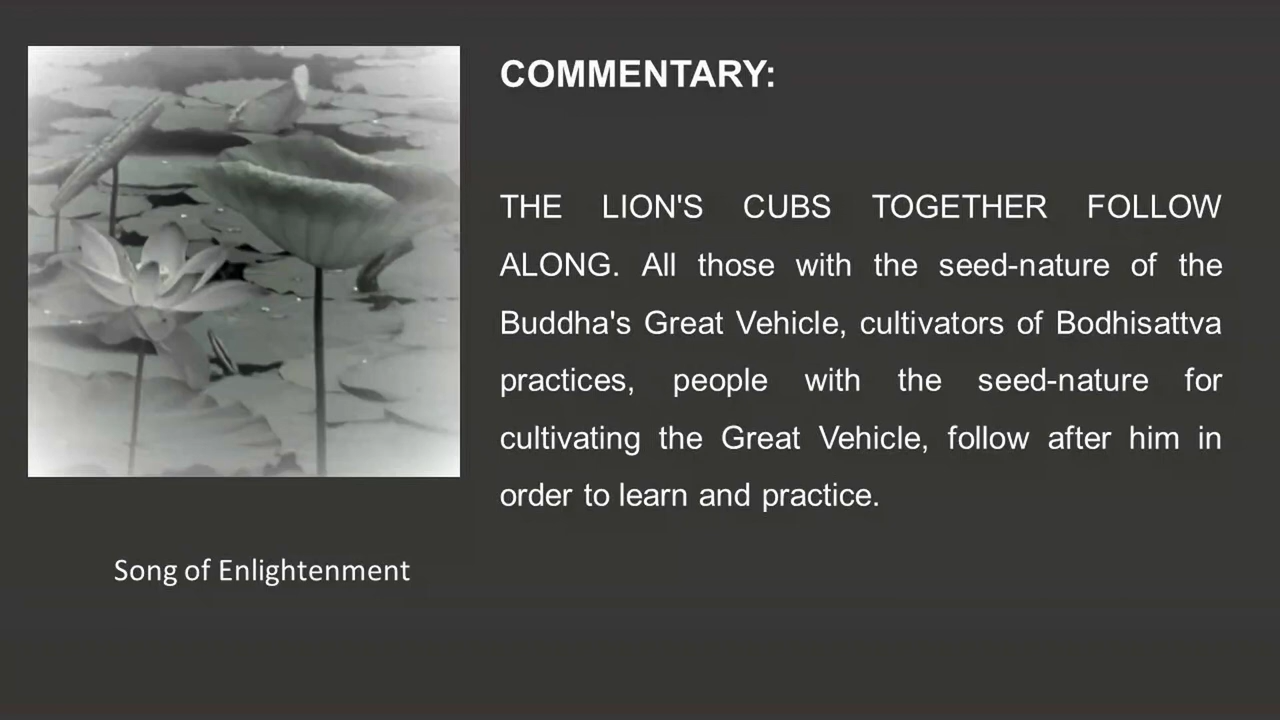 COMMENTARY:
THE LION'S CUBS TOGETHER FOLLOW
ALONG. All those with the seed-nature of the
Buddha's Great Vehicle, cultivators of Bodhisattva
practices, people with the seed-nature for
cultivating the Great Vehicle, follow after him in
order to learn and practice.
Song of Enlightenment